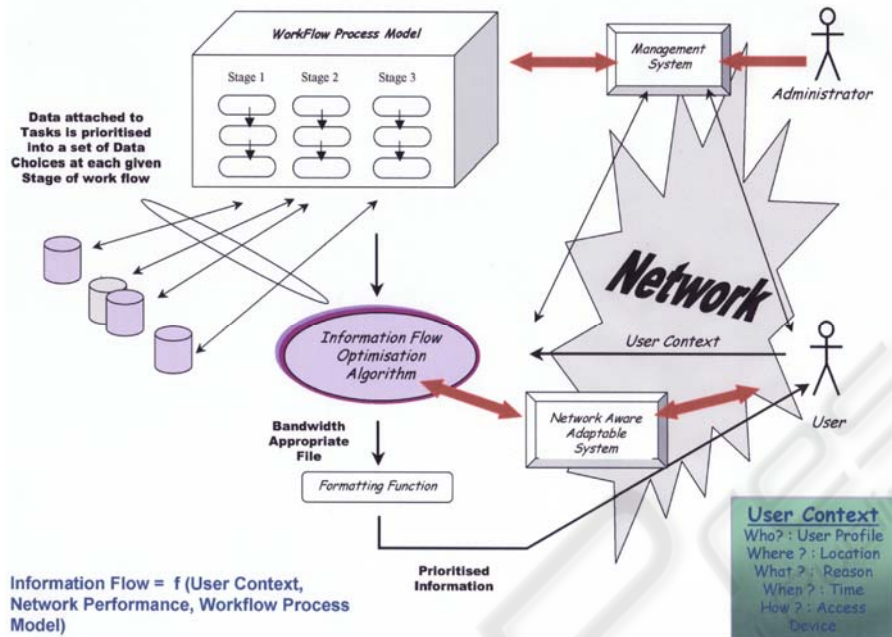 WorkFlow Process Model
Stage 1
Stage 2
Stage 3
Management
System
Administrator
Data attached to
Tasks is prioritised
into a set of Data
Choices at each given
Stage of work flow
Network
Information Flow
Optimisation
Algorithm
User Context
User
Network Aware
Adaptable
System
Bandwidth
Appropriate
File
Formatting Function
Prioritised
Information
User Context
Who? : User Profile
Where ? : Location
What ? : Reason
When ? : Time
How ? : Access
Device
Information Flow = f (User Context,
Network Performance, Workflow Process
Model)